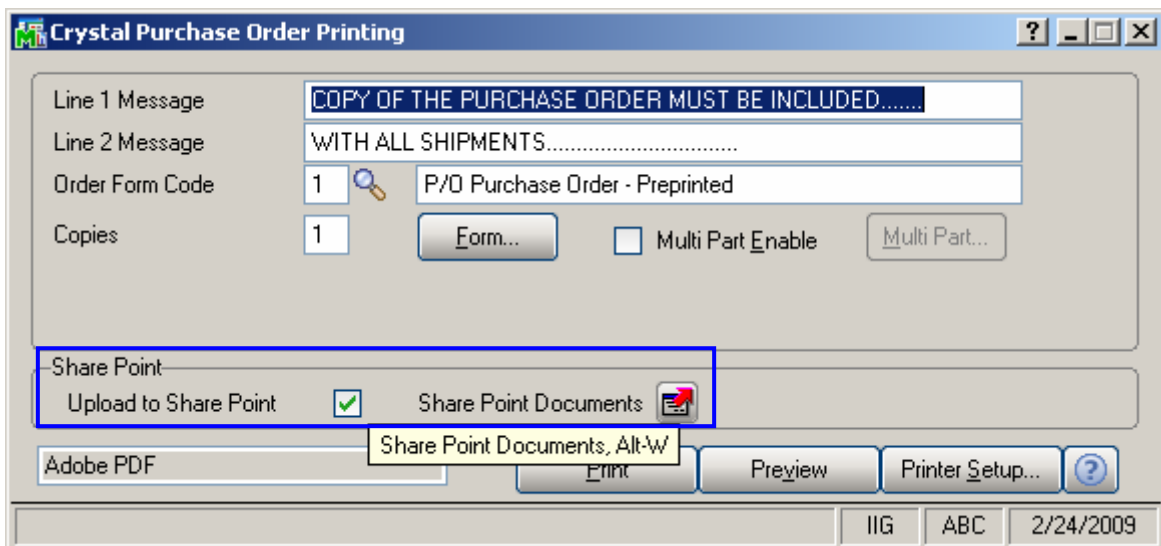 Crystal Purchase Order Printing
Line 1 Message COPY OF THE PURCHASE ORDER MUST BE INCLUDED.......
Line 2 Message WITH ALL SHIPMENTS.................................
Order Form Code 1 P/O Purchase Order - Preprinted
Copies 1 Form... Multi Part Enable Multi Part...
Share Point
Upload to Share Point Share Point Documents
Share Point Documents, Alt-W
Adobe PDF Print Preview Printer Setup... ?
IIG ABC 2/24/2009